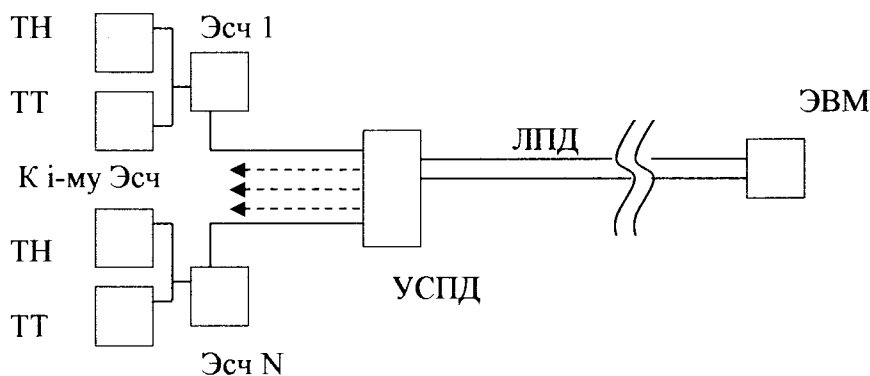 ТН
Эсч 1
ТТ
ЭВМ
ЛПД
К i-му Эсч
ТН
УСПД
ТТ
Эсч N